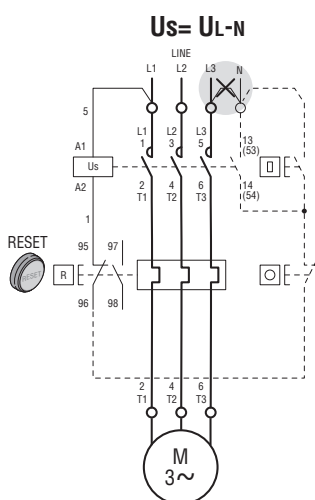 Us= UL-N
LINE
L1 L2 L3 N
5
L1 L2 L3
1 3 5
13
(53)
A1
Us
A2
2 4 6
T1 T2 T3
14
(54)
1
RESET
95 97
RESET
R
96 98
2 4 6
T1 T2 T3
M
3~